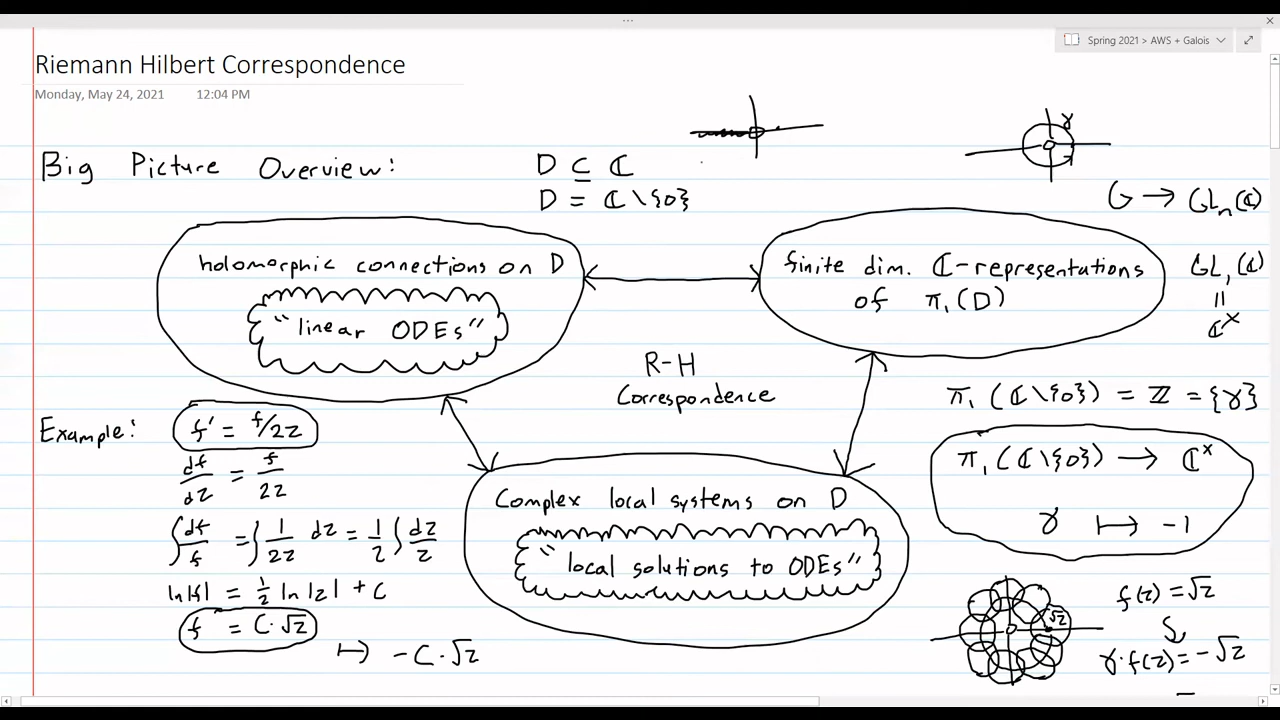 Spring 2021 > AWS + Galois
Riemann Hilbert Correspondence
Monday, May 24, 2021 12:04 PM
Big Picture Overview:
D ⊆ ℂ
D = ℂ\{0}
γ
G → GLₙ(ℂ)
holomorphic connections on D
"linear ODEs"
finite dim. ℂ-representations
of π₁(D)
GL₁(ℂ)
॥
ℂˣ
R-H
Correspondence
π₁(ℂ\{0}) = ℤ = {γ}
Example:
f' = f/2z
df/dz = f/2z
∫ df/f = ∫ 1/2z dz = 1/2 ∫ dz/z
ln|f| = 1/2 ln|z| + C
f = C·√z
↦ -C·√z
Complex local systems on D
"local solutions to ODEs"
π₁(ℂ\{0}) → ℂˣ
γ ↦ -1
√z
f(z) = √z
γ·f(z) = -√z